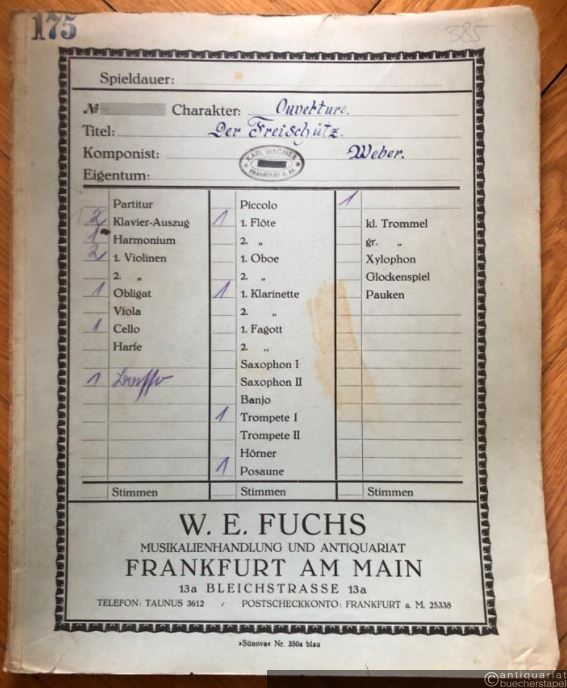 175
385
Spieldauer:
№ Charakter: Ouverture.
Titel: Der Freischütz.
Komponist: Weber.
KARL WAGNER
FRANKFURT A. M.
Eigentum:
Partitur
2 Klavier-Auszug
1 Harmonium
2 1. Violinen
2. „
1 Obligat
Viola
1 Cello
Harfe
1
Stimmen
Piccolo
1 1. Flöte
2. „
1. Oboe
2. „
1 1. Klarinette
2. „
1. Fagott
2. „
Saxophon I
Saxophon II
Banjo
1 Trompete I
Trompete II
Hörner
1 Posaune
Stimmen
1
kl. Trommel
gr. „
Xylophon
Glockenspiel
Pauken
Stimmen
W. E. FUCHS
MUSIKALIENHANDLUNG UND ANTIQUARIAT
FRANKFURT AM MAIN
13a BLEICHSTRASSE 13a
TELEFON: TAUNUS 3612 / POSTSCHECKKONTO: FRANKFURT a. M. 25338
»Sünova« Nr. 350a blau
©antiquariat
buecherstapel